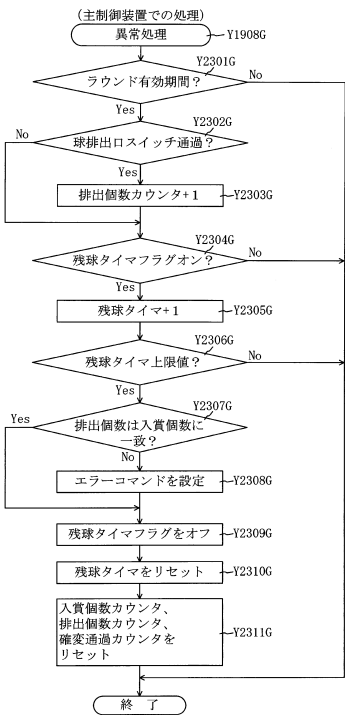 (主制御装置での処理)
異常処理
Y1908G
Y2301G
ラウンド有効期間？
No
Yes
Y2302G
No
球排出口スイッチ通過？
Yes
排出個数カウンタ+１
Y2303G
Y2304G
残球タイマフラグオン？
No
Yes
残球タイマ+１
Y2305G
Y2306G
残球タイマ上限値？
No
Yes
Y2307G
Yes
排出個数は入賞個数に
一致？
No
エラーコマンドを設定
Y2308G
残球タイマフラグをオフ
Y2309G
残球タイマをリセット
Y2310G
入賞個数カウンタ、
排出個数カウンタ、
確変通過カウンタを
リセット
Y2311G
終 了